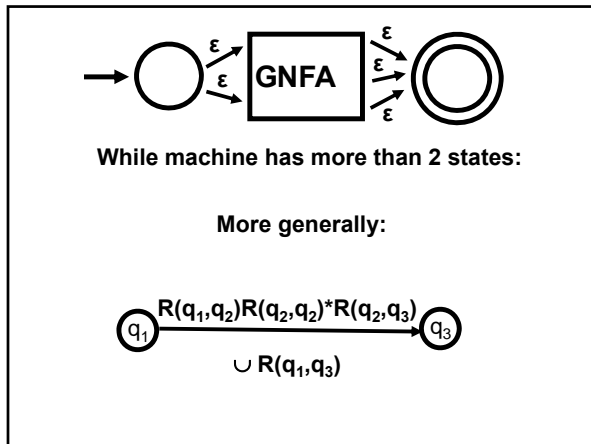 ε ε
GNFA
ε ε ε
While machine has more than 2 states:
More generally:
R(q₁,q₂)R(q₂,q₂)*R(q₂,q₃)
q₁ q₃
∪ R(q₁,q₃)